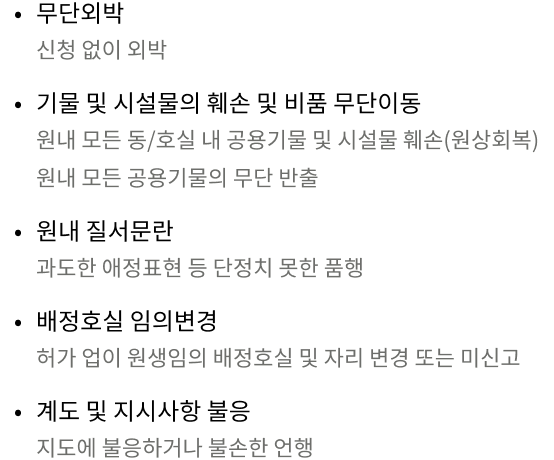 • 무단외박
신청 없이 외박
• 기물 및 시설물의 훼손 및 비품 무단이동
원내 모든 동/호실 내 공용기물 및 시설물 훼손(원상회복)
원내 모든 공용기물의 무단 반출
• 원내 질서문란
과도한 애정표현 등 단정치 못한 품행
• 배정호실 임의변경
허가 업이 원생임의 배정호실 및 자리 변경 또는 미신고
• 계도 및 지시사항 불응
지도에 불응하거나 불손한 언행